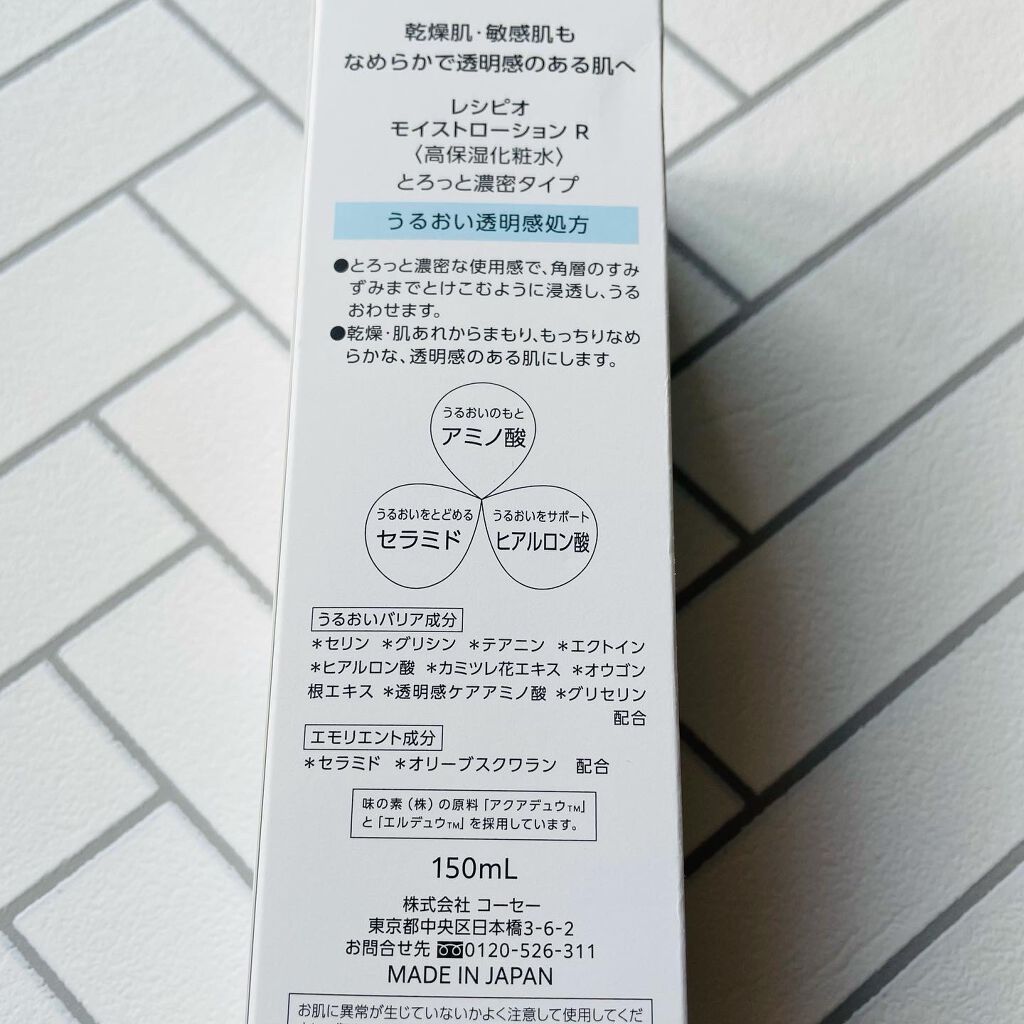 乾燥肌・敏感肌も
なめらかで透明感のある肌へ
レシピオ
モイストローション R
〈高保湿化粧水〉
とろっと濃密タイプ
うるおい透明感処方
●とろっと濃密な使用感で、角層のすみ
ずみまでとけこむように浸透し、うる
おわせます。
●乾燥・肌あれからまもり、もっちりなめ
らかな、透明感のある肌にします。
うるおいのもと
アミノ酸
うるおいをとどめる
セラミド
うるおいをサポート
ヒアルロン酸
うるおいバリア成分
＊セリン ＊グリシン ＊テアニン ＊エクトイン
＊ヒアルロン酸 ＊カミツレ花エキス ＊オウゴン
根エキス ＊透明感ケアアミノ酸 ＊グリセリン
配合
エモリエント成分
＊セラミド ＊オリーブスクワラン 配合
味の素（株）の原料「アクアデュウTM」
と「エルデュウTM」を採用しています。
150mL
株式会社 コーセー
東京都中央区日本橋3-6-2
お問合せ先 0120-526-311
MADE IN JAPAN
お肌に異常が生じていないかよく注意して使用してくだ